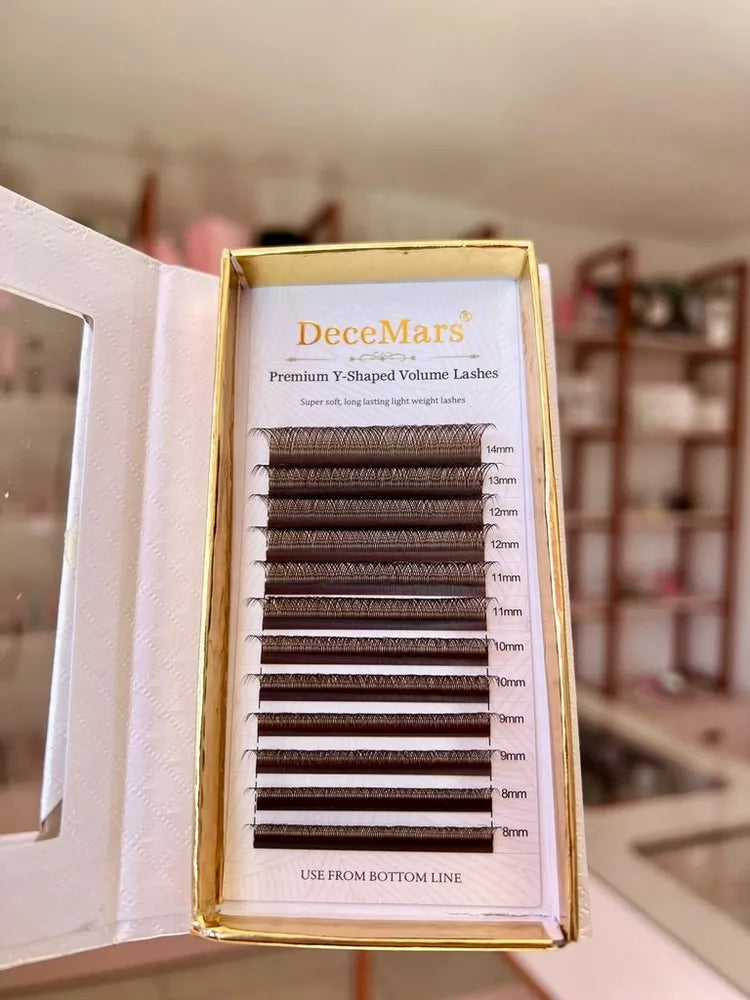 DeceMars®
Premium Y-Shaped Volume Lashes
Super soft, long lasting light weight lashes
14mm
13mm
12mm
12mm
11mm
11mm
10mm
10mm
9mm
9mm
8mm
8mm
USE FROM BOTTOM LINE